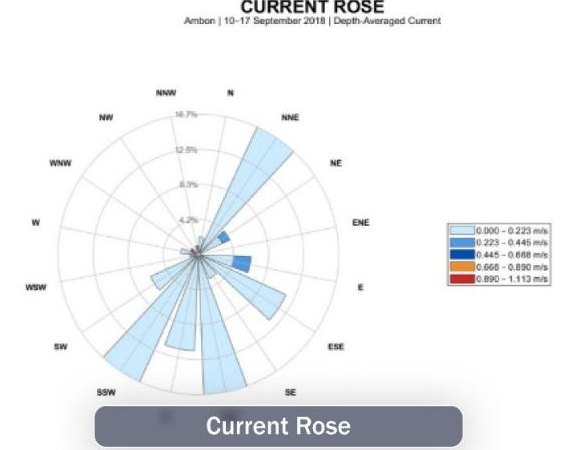 CURRENT ROSE
Ambon | 10-17 September 2018 | Depth-Averaged Current
NNW
N
16.7%
NW
NNE
12.5%
WNW
NE
8.3%
4.2%
W
ENE
0.000 - 0.223 m/s
0.223 - 0.445 m/s
0.445 - 0.668 m/s
0.668 - 0.890 m/s
0.890 - 1.113 m/s
WSW
E
SW
ESE
SSW
SE
Current Rose